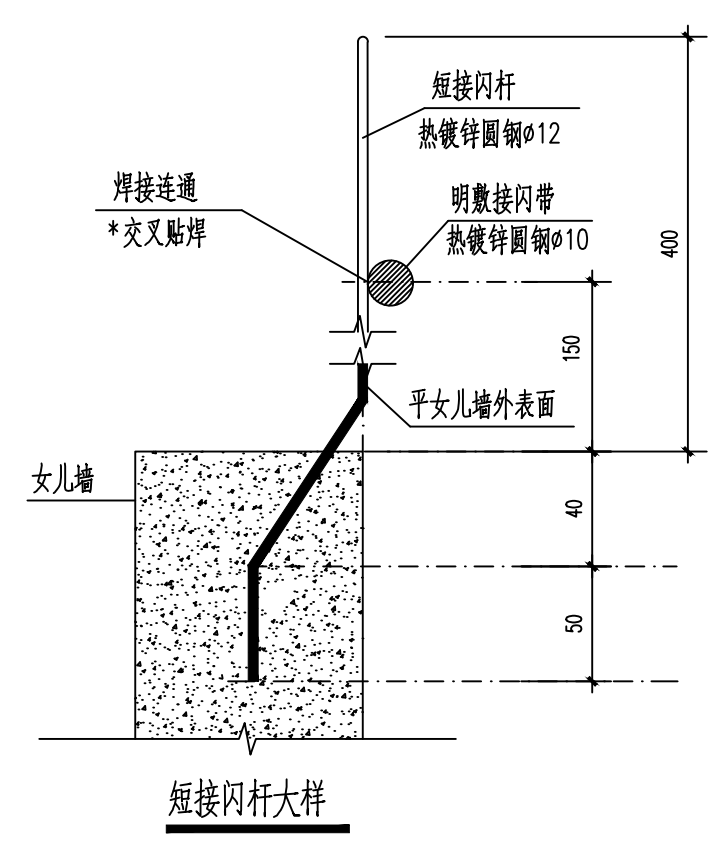 短接闪杆
热镀锌圆钢ø12
焊接连通
*交叉贴焊
明敷接闪带
热镀锌圆钢ø10
400
150
平女儿墙外表面
女儿墙
40
50
短接闪杆大样